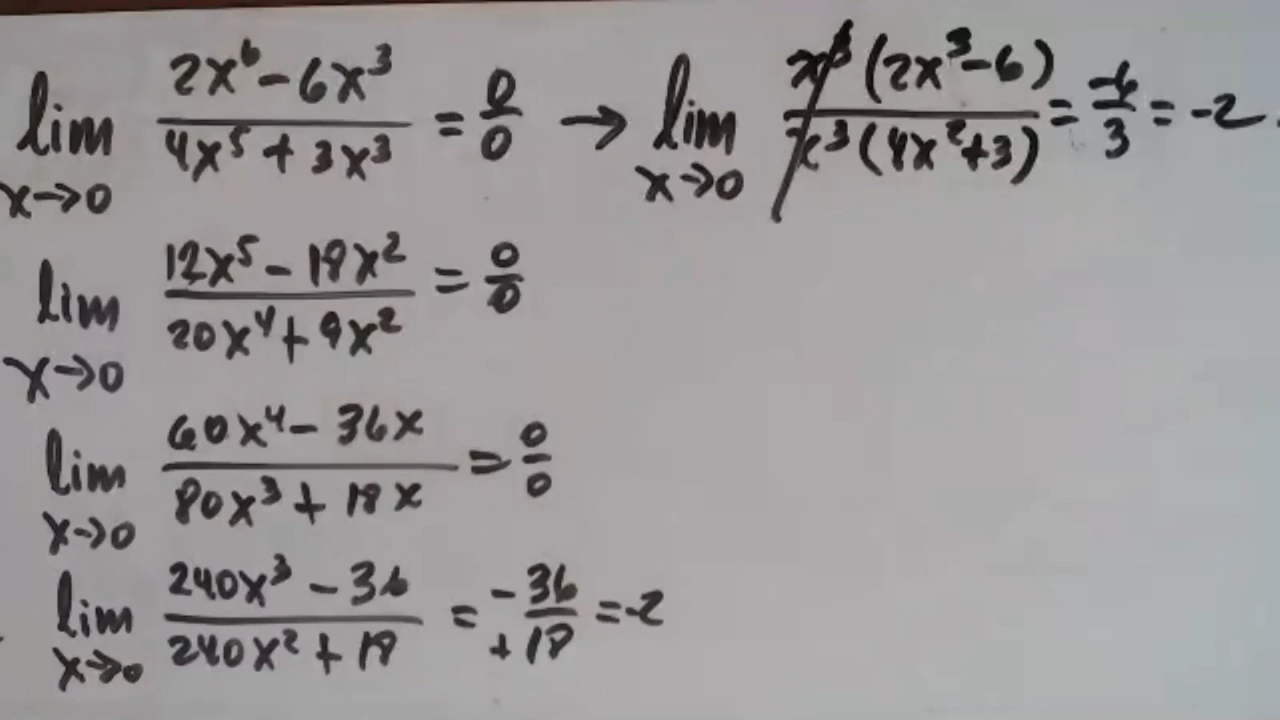 lim x→0 (2x⁶ - 6x³)/(4x⁵ + 3x³) = 0/0 → lim x→0 x³(2x³-6)/x³(4x²+3) = -6/3 = -2.
lim x→0 (12x⁵ - 18x²)/(20x⁴ + 9x²) = 0/0
lim x→0 (60x⁴ - 36x)/(80x³ + 18x) = 0/0
lim x→0 (240x³ - 36)/(240x² + 18) = -36/+18 = -2